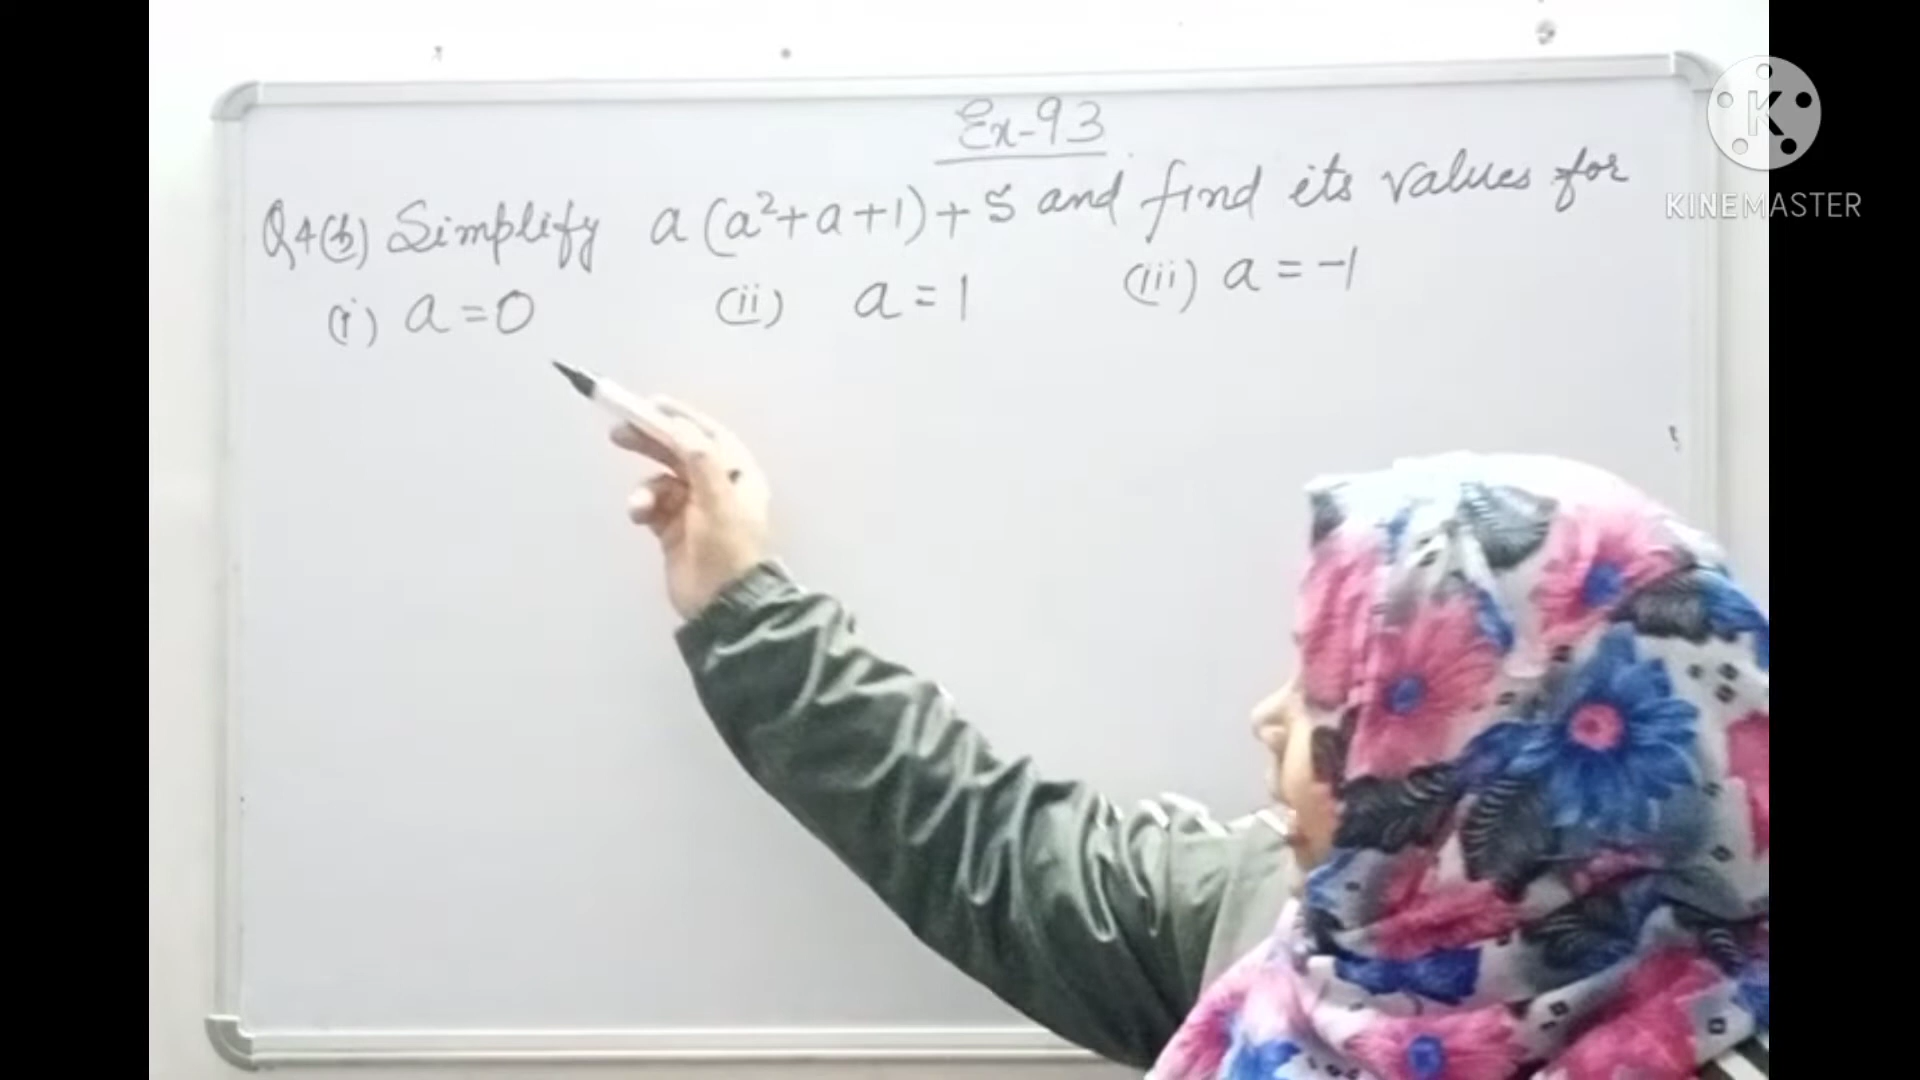 Ex-93
Q4(b) Simplify a(a²+a+1)+5 and find its values for
(i) a=0 (ii) a=1 (iii) a=-1
K
KINEMASTER